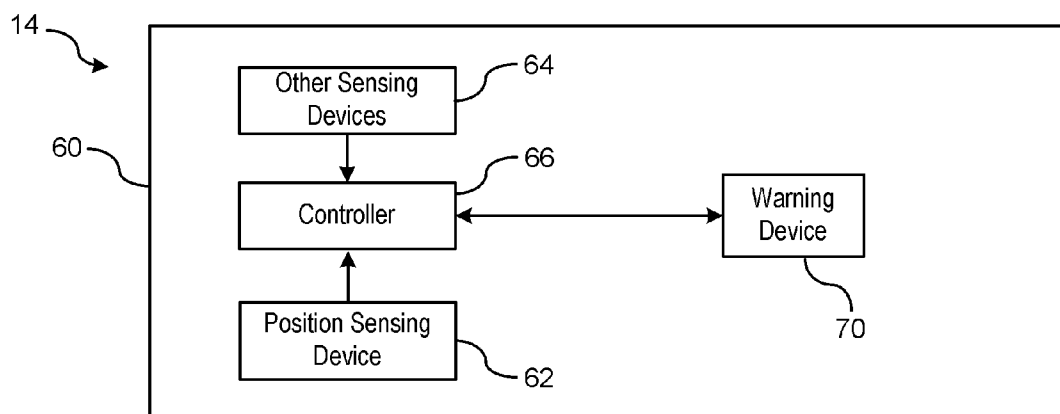 14
60
Other Sensing
Devices
64
66
Controller
Warning
Device
70
Position Sensing
Device
62